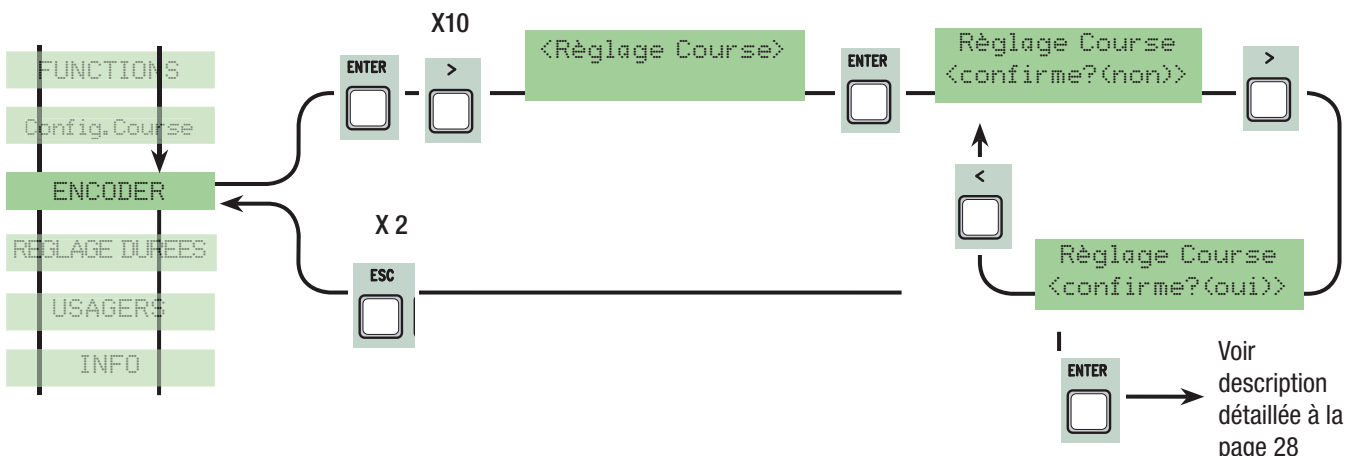 FUNCTIONS
Config.Course
ENCODER
REGLAGE DUREES
USAGERS
INFO
ENTER
X10
>
<Règlage Course>
ENTER
Règlage Course
<confirme?(non)>
>
<
Règlage Course
<confirme?(oui)>
X 2
ESC
ENTER
Voir
description
détaillée à la
page 28